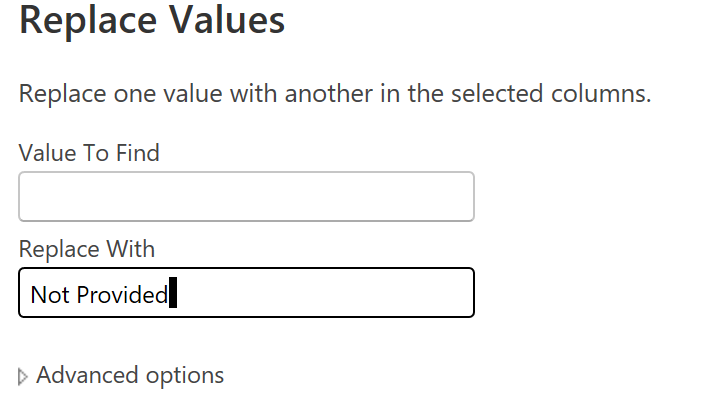 Replace Values
Replace one value with another in the selected columns.
Value To Find
Replace With
Not Provided
Advanced options